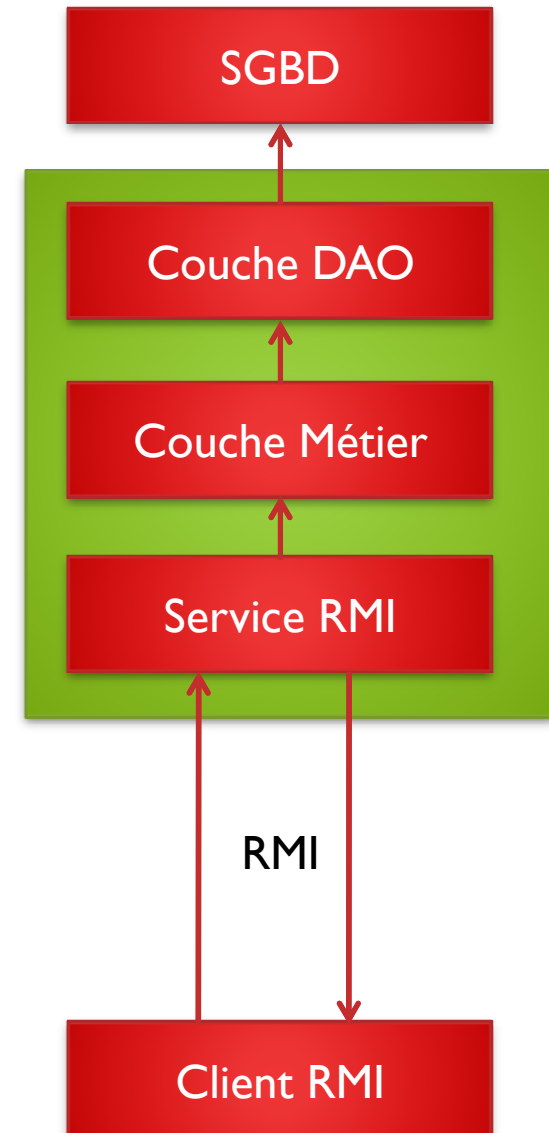 SGBD
Couche DAO
Couche Métier
Service RMI
RMI
Client RMI